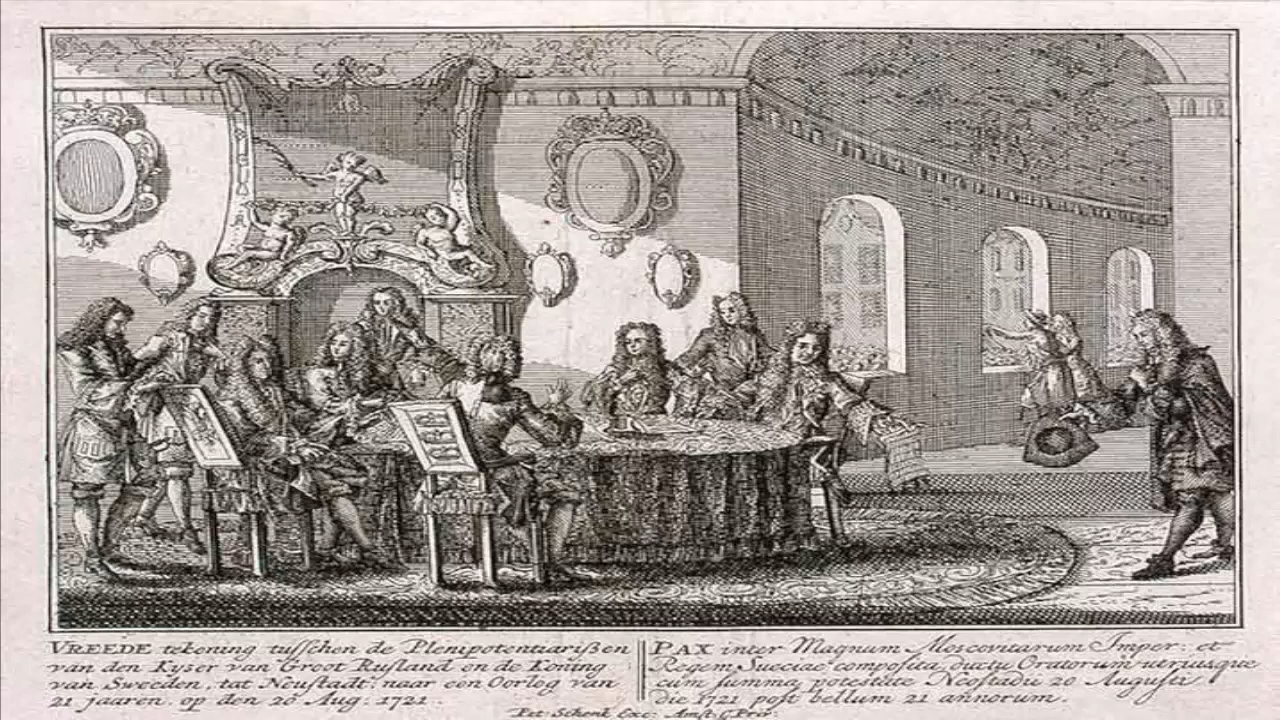 VREEDE tekening tusschen de Plenipotentiarißen
van den Kyser van Groot Rusland en de Koning
van Sweeden, tat Neustadt; naar een Oorlog van
21 jaaren. op den 20 Aug: 1721.
PAX inter Magnum Moscovitarum Imper: et
Regem Sueciae composita, ductu Oratorum utriusque
cum summa potestate Neostadii 20 Augusti
die 1721 post bellum 21 annorum.
Pet: Schenk Exc: Amst: C Priv: